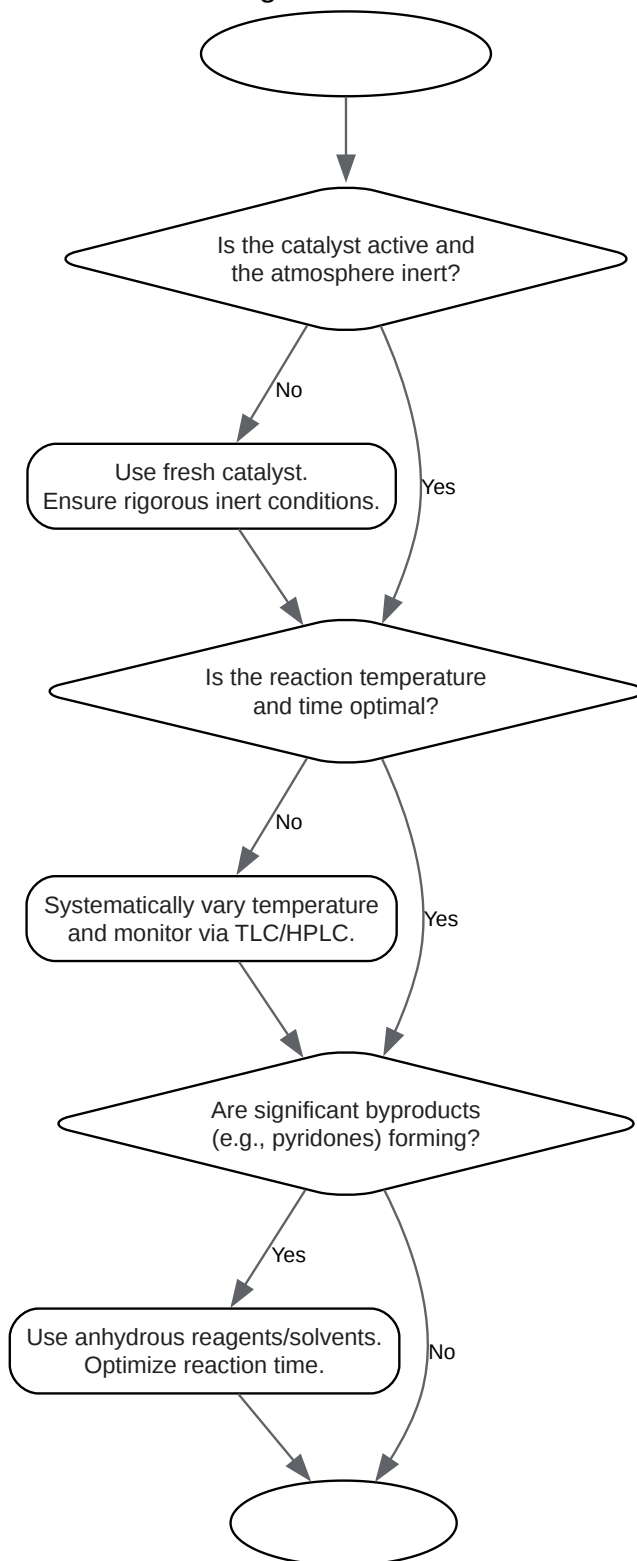 Is the catalyst active and
the atmosphere inert?
No
Use fresh catalyst.
Ensure rigorous inert conditions.
Yes
Is the reaction temperature
and time optimal?
No
Systematically vary temperature
and monitor via TLC/HPLC.
Yes
Are significant byproducts
(e.g., pyridones) forming?
Yes
Use anhydrous reagents/solvents.
Optimize reaction time.
No